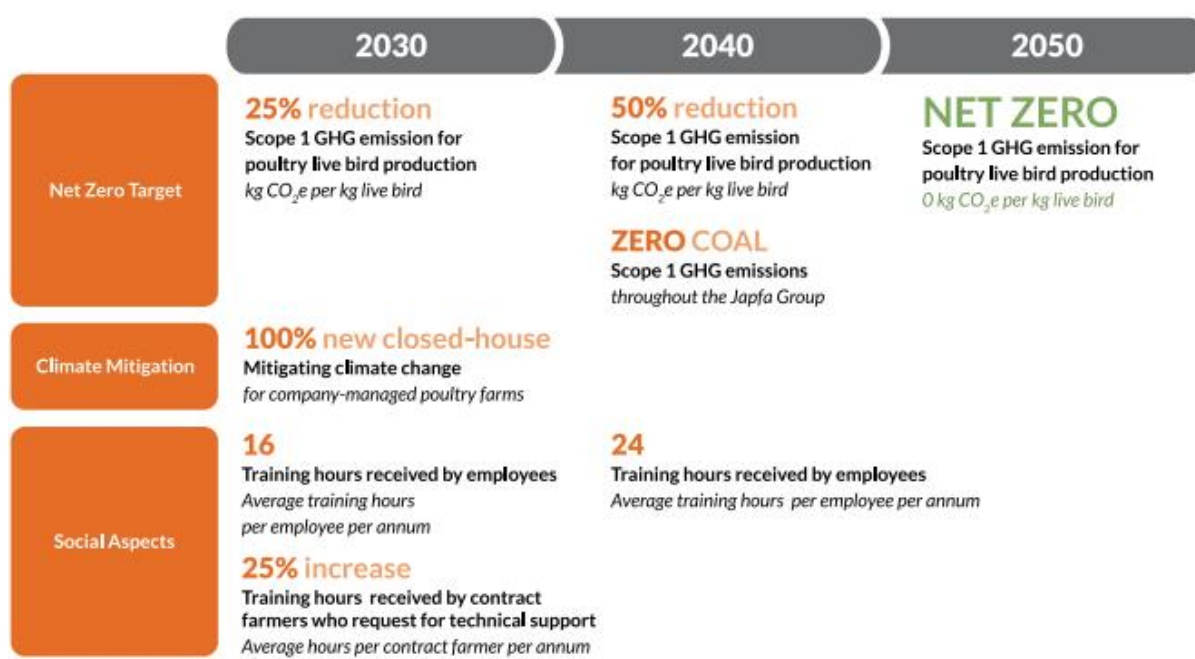 2030
2040
2050
Net Zero Target
25% reduction
Scope 1 GHG emission for
poultry live bird production
kg CO₂e per kg live bird
50% reduction
Scope 1 GHG emission
for poultry live bird production
kg CO₂e per kg live bird
ZERO COAL
Scope 1 GHG emissions
throughout the Japfa Group
NET ZERO
Scope 1 GHG emission for
poultry live bird production
0 kg CO₂e per kg live bird
Climate Mitigation
100% new closed-house
Mitigating climate change
for company-managed poultry farms
Social Aspects
16
Training hours received by employees
Average training hours
per employee per annum
25% increase
Training hours received by contract
farmers who request for technical support
Average hours per contract farmer per annum
24
Training hours received by employees
Average training hours per employee per annum